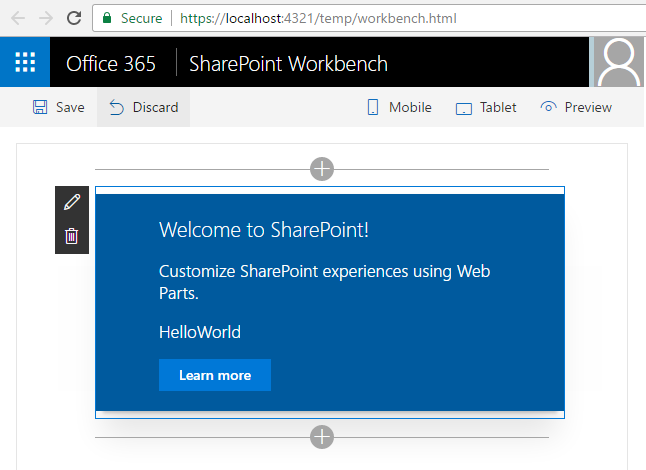 Secure https://localhost:4321/temp/workbench.html
Office 365 SharePoint Workbench
Save Discard Mobile Tablet Preview
Welcome to SharePoint!
Customize SharePoint experiences using Web
Parts.
HelloWorld
Learn more